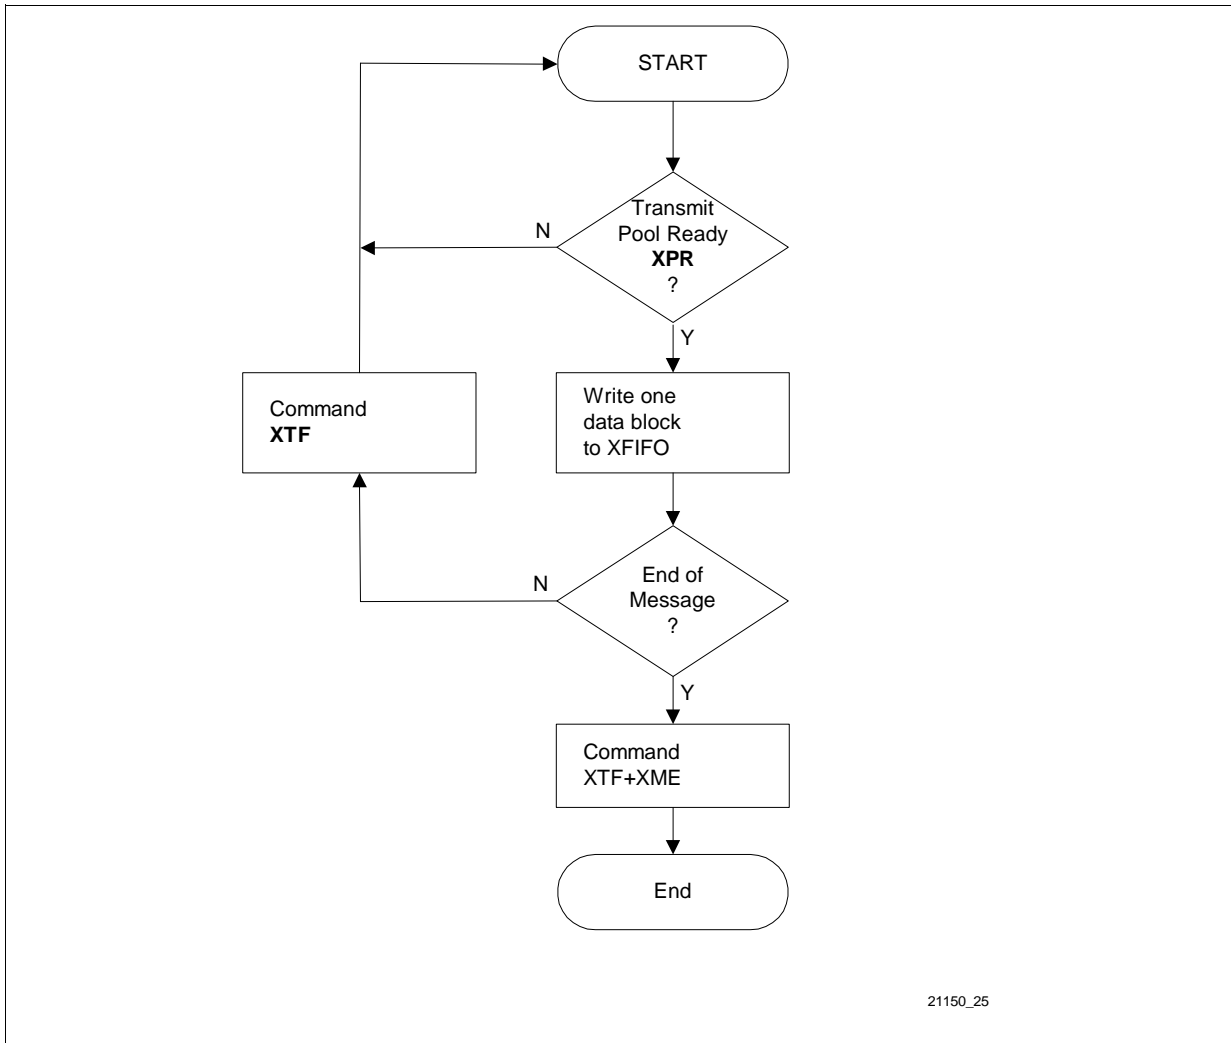 START
Transmit
Pool Ready
XPR
?
N
Y
Command
XTF
Write one
data block
to XFIFO
End of
Message
?
N
Y
Command
XTF+XME
End
21150_25